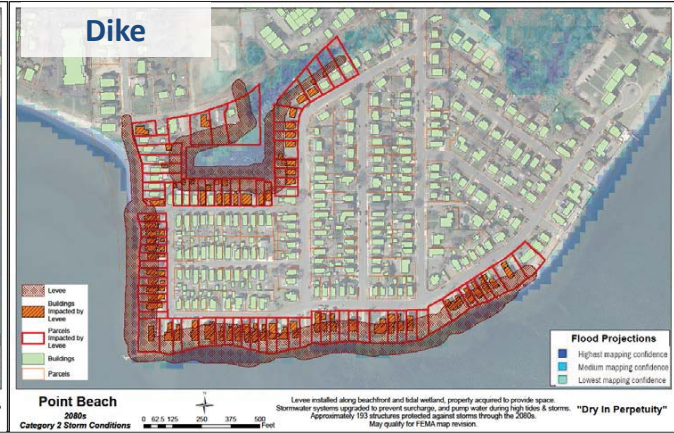 Dike
Levee
Buildings
Impacted by
Levee
Parcels
Impacted by
Levee
Buildings
Parcels
Flood Projections
Highest mapping confidence
Medium mapping confidence
Lowest mapping confidence
Point Beach
2080s
Category 2 Storm Conditions
0 62.5 125 250 375 500
Feet
Levee installed along beachfront and tidal wetland, property acquired to provide space.
Stormwater systems upgraded to prevent surcharge, and pump water during high tides & storms.
Approximately 193 structures protected against storms through the 2080s.
May qualify for FEMA map revision.
"Dry In Perpetuity"